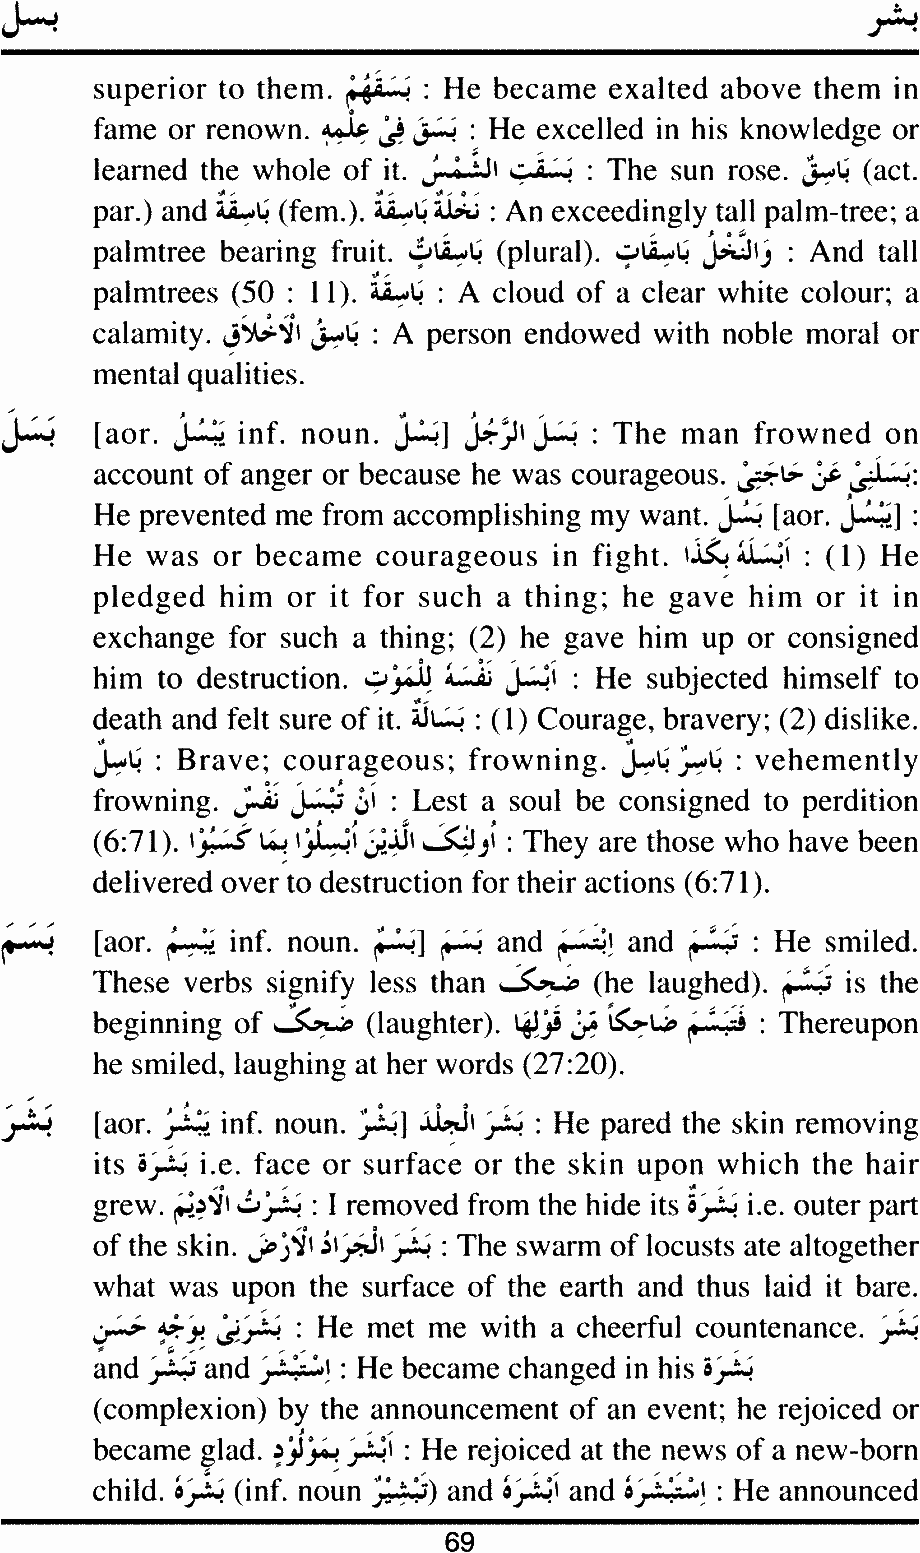 بسل بشر
superior to them. بَسَقَهُمْ : He became exalted above them in
fame or renown. بَسَقَ فِیْ عِلْمِهٖ : He excelled in his knowledge or
learned the whole of it. بَسَقَتِ الشَّمْسُ : The sun rose. بَاسِقٌ (act.
par.) and بَاسِقَةٌ (fem.). نَخْلَةٌ بَاسِقَةٌ : An exceedingly tall palm-tree; a
palmtree bearing fruit. بَاسِقَاتٌ (plural). وَالنَّخْلُ بَاسِقَاتٍ : And tall
palmtrees (50 : 11). بَاسِقَةٌ : A cloud of a clear white colour; a
calamity. بَاسِقُ الْاَخْلَاقِ : A person endowed with noble moral or
mental qualities.
بَسَلَ [aor. يَبْسُلُ inf. noun. بَسْلٌ] بَسَلَ الرَّجُلُ : The man frowned on
account of anger or because he was courageous. بَسَلَنِیْ عَنْ حَاجَتِیْ:
He prevented me from accomplishing my want. بَسُلَ [aor. يَبْسُلُ] :
He was or became courageous in fight. اَبْسَلَهٗ بِكَذَا : (1) He
pledged him or it for such a thing; he gave him or it in
exchange for such a thing; (2) he gave him up or consigned
him to destruction. اَبْسَلَ نَفْسَهٗ لِلْمَوْتِ : He subjected himself to
death and felt sure of it. بَسَالَةٌ : (1) Courage, bravery; (2) dislike.
بَاسِلٌ : Brave; courageous; frowning. بَاسِرٌ بَاسِلٌ : vehemently
frowning. اَنْ تُبْسَلَ نَفْسٌ : Lest a soul be consigned to perdition
(6:71). اُولٰئِکَ الَّذِيْنَ اُبْسِلُوْا بِمَا كَسَبُوْا : They are those who have been
delivered over to destruction for their actions (6:71).
بَسَمَ [aor. يَبْسِمُ inf. noun. بَسْمٌ] بَسَمَ and اِبْتَسَمَ and تَبَسَّمَ : He smiled.
These verbs signify less than ضَحِکَ (he laughed). تَبَسَّمَ is the
beginning of ضَحِکٌ (laughter). فَتَبَسَّمَ ضَاحِكاً مِّنْ قَوْلِهَا : Thereupon
he smiled, laughing at her words (27:20).
بَشَرَ [aor. يَبْشُرُ inf. noun. بَشْرٌ] بَشَرَ الْجِلْدَ : He pared the skin removing
its بَشَرَة i.e. face or surface or the skin upon which the hair
grew. بَشَرْتُ الْاَدِيْمَ : I removed from the hide its بَشَرَةٌ i.e. outer part
of the skin. بَشَرَ الْجَرَادُ الْاَرْضَ : The swarm of locusts ate altogether
what was upon the surface of the earth and thus laid it bare.
بَشَرَنِیْ بِوَجْهٍ حَسَنٍ : He met me with a cheerful countenance. بَشَرَ
and تَبَشَّرَ and اِسْتَبْشَرَ : He became changed in his بَشَرَة
(complexion) by the announcement of an event; he rejoiced or
became glad. اَبْشَرَ بِمَوْلُوْدٍ : He rejoiced at the news of a new-born
child. بَشَّرَهٗ (inf. noun تَبْشِيْرٌ) and اَبْشَرَهٗ and اِسْتَبْشَرَهٗ : He announced
69